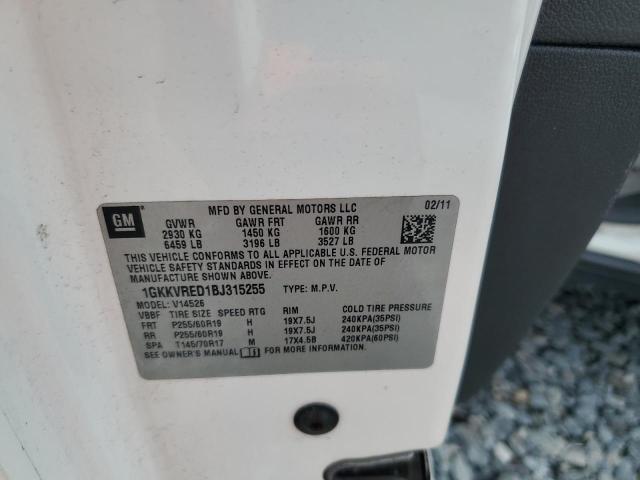 GM
MFD BY GENERAL MOTORS LLC 02/11
GVWR GAWR FRT GAWR RR
2930 KG 1450 KG 1600 KG
6459 LB 3196 LB 3527 LB
THIS VEHICLE CONFORMS TO ALL APPLICABLE U.S. FEDERAL MOTOR
VEHICLE SAFETY STANDARDS IN EFFECT ON THE DATE OF
MANUFACTURE SHOWN ABOVE.
1GKKVRED1BJ315255 TYPE: M.P.V.
MODEL: V14526
VBBF TIRE SIZE SPEED RTG RIM COLD TIRE PRESSURE
FRT P255/60R19 H 19X7.5J 240KPA(35PSI)
RR P255/60R19 H 19X7.5J 240KPA(35PSI)
SPA T145/70R17 M 17X4.5B 420KPA(60PSI)
SEE OWNER'S MANUAL FOR MORE INFORMATION.